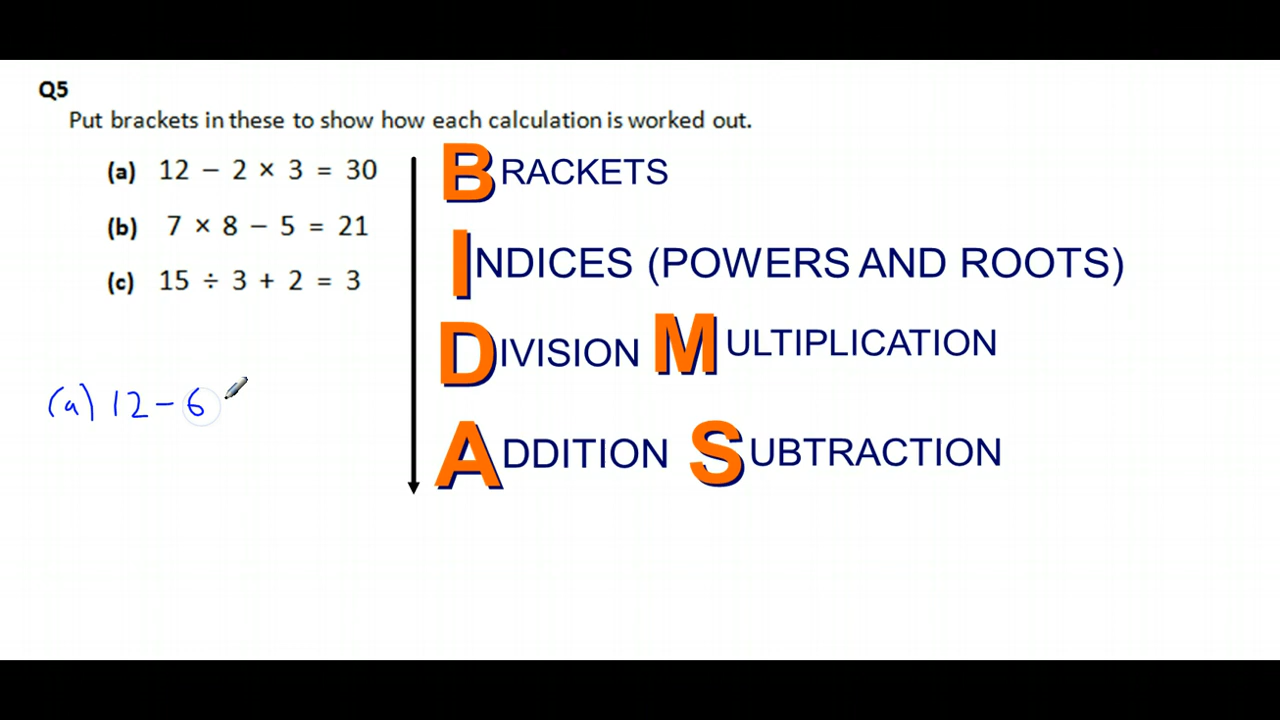 Q5
Put brackets in these to show how each calculation is worked out.
(a) 12 − 2 × 3 = 30
(b) 7 × 8 − 5 = 21
(c) 15 ÷ 3 + 2 = 3
BRACKETS
INDICES (POWERS AND ROOTS)
DIVISION MULTIPLICATION
ADDITION SUBTRACTION
(a) 12 − 6